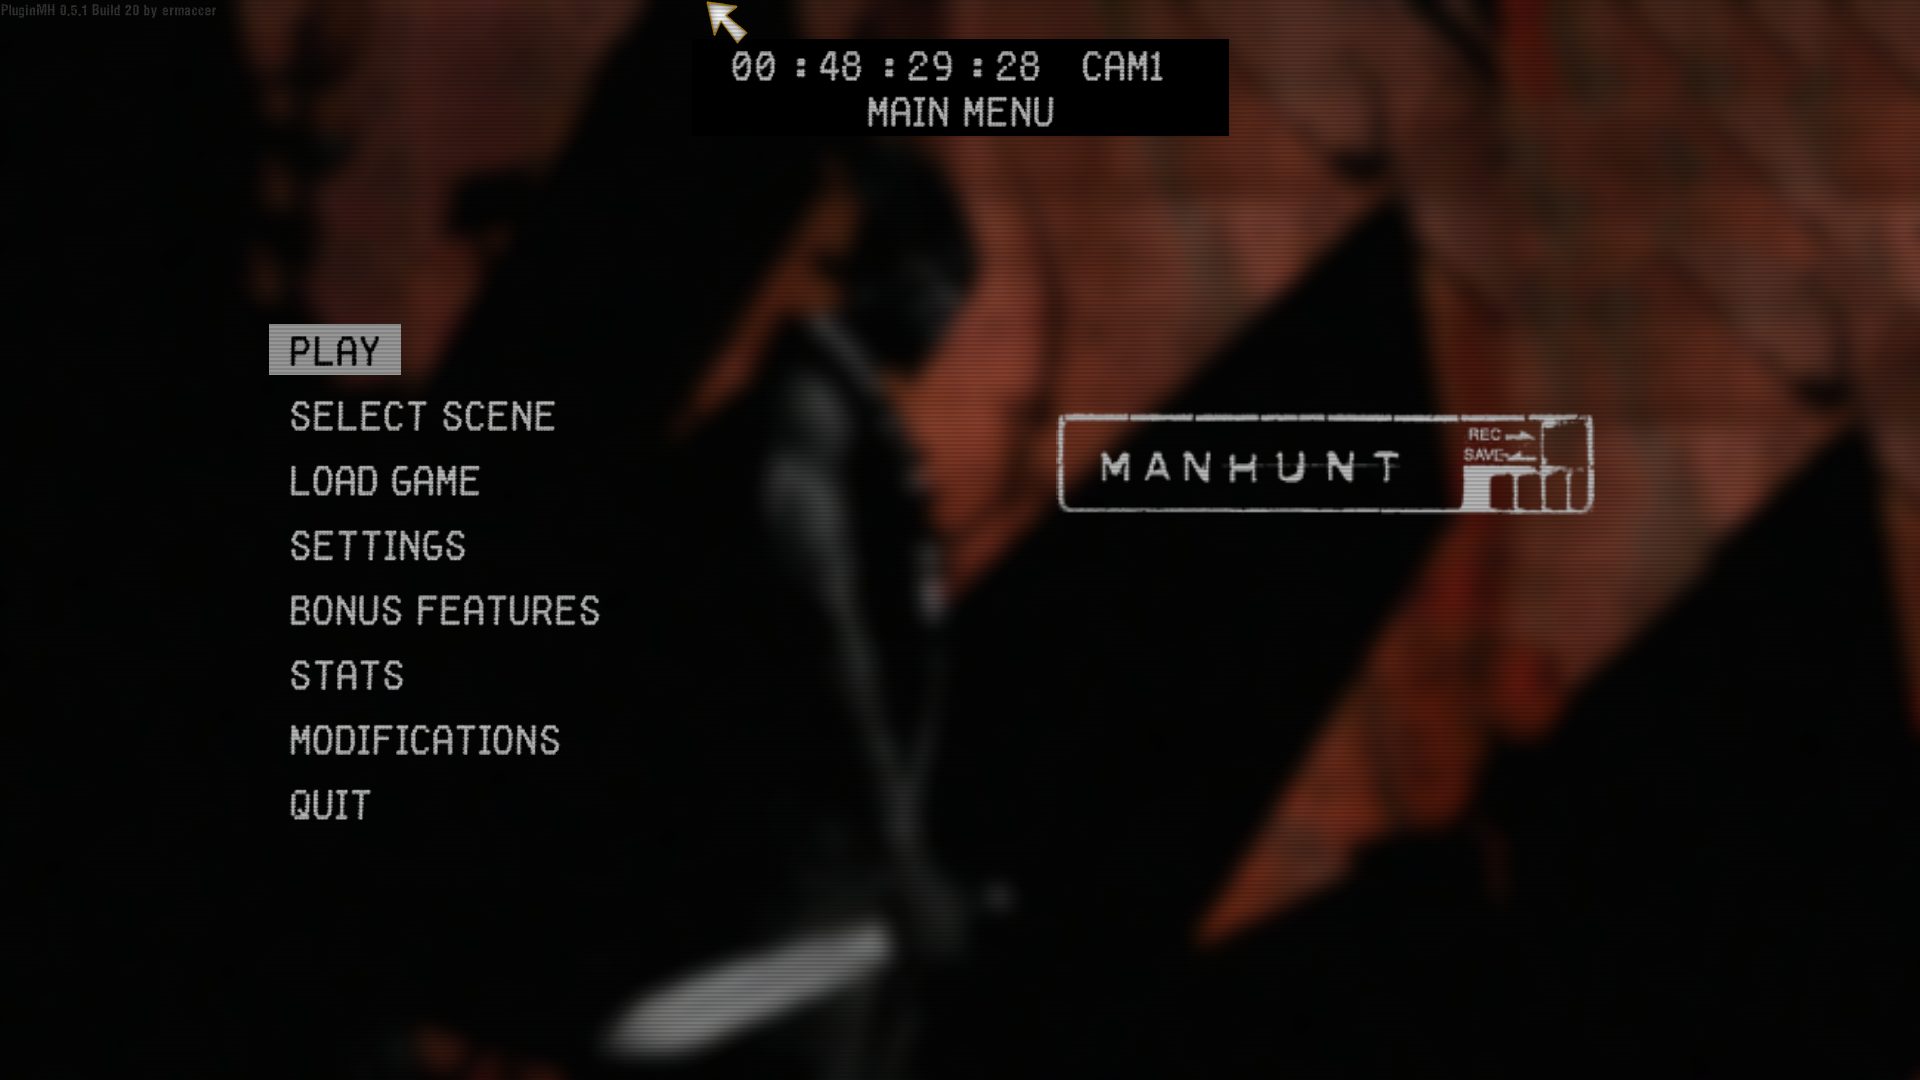 PluginMH 0.5.1 Build 20 by ermaccer
00 :48 :29 :28 CAM1
MAIN MENU
PLAY
SELECT SCENE
LOAD GAME
SETTINGS
BONUS FEATURES
STATS
MODIFICATIONS
QUIT
MANHUNT
REC
SAVE